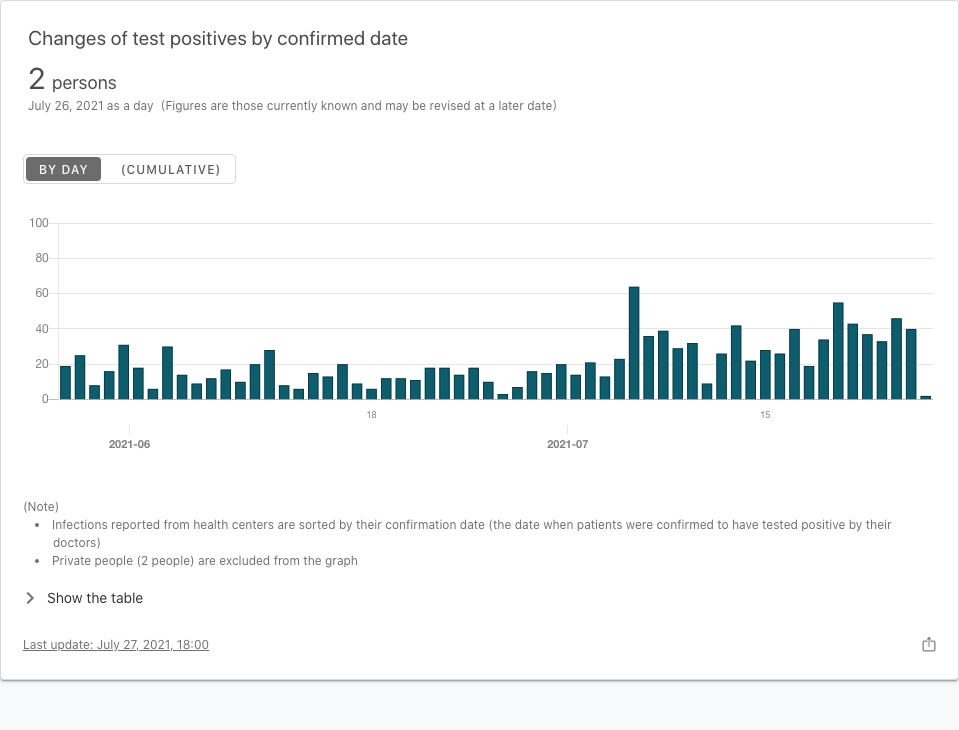 Changes of test positives by confirmed date
2 persons
July 26, 2021 as a day (Figures are those currently known and may be revised at a later date)
BY DAY (CUMULATIVE)
100
80
60
40
20
0
18 15
2021-06 2021-07
(Note)
• Infections reported from health centers are sorted by their confirmation date (the date when patients were confirmed to have tested positive by their
doctors)
• Private people (2 people) are excluded from the graph
Show the table
Last update: July 27, 2021, 18:00